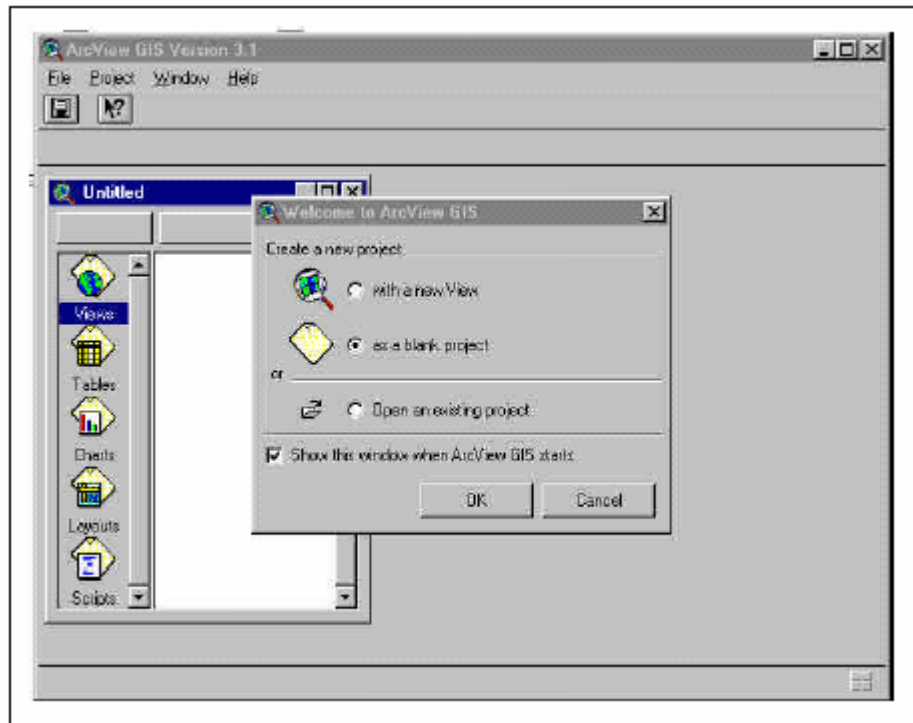 ArcView GIS Version 3.1
File Project Window Help
Untitled
Views
Tables
Charts
Layouts
Scripts
Welcome to ArcView GIS
Create a new project
with a new View
as a blank project
or
Open an existing project
Show this window when ArcView GIS starts
OK Cancel